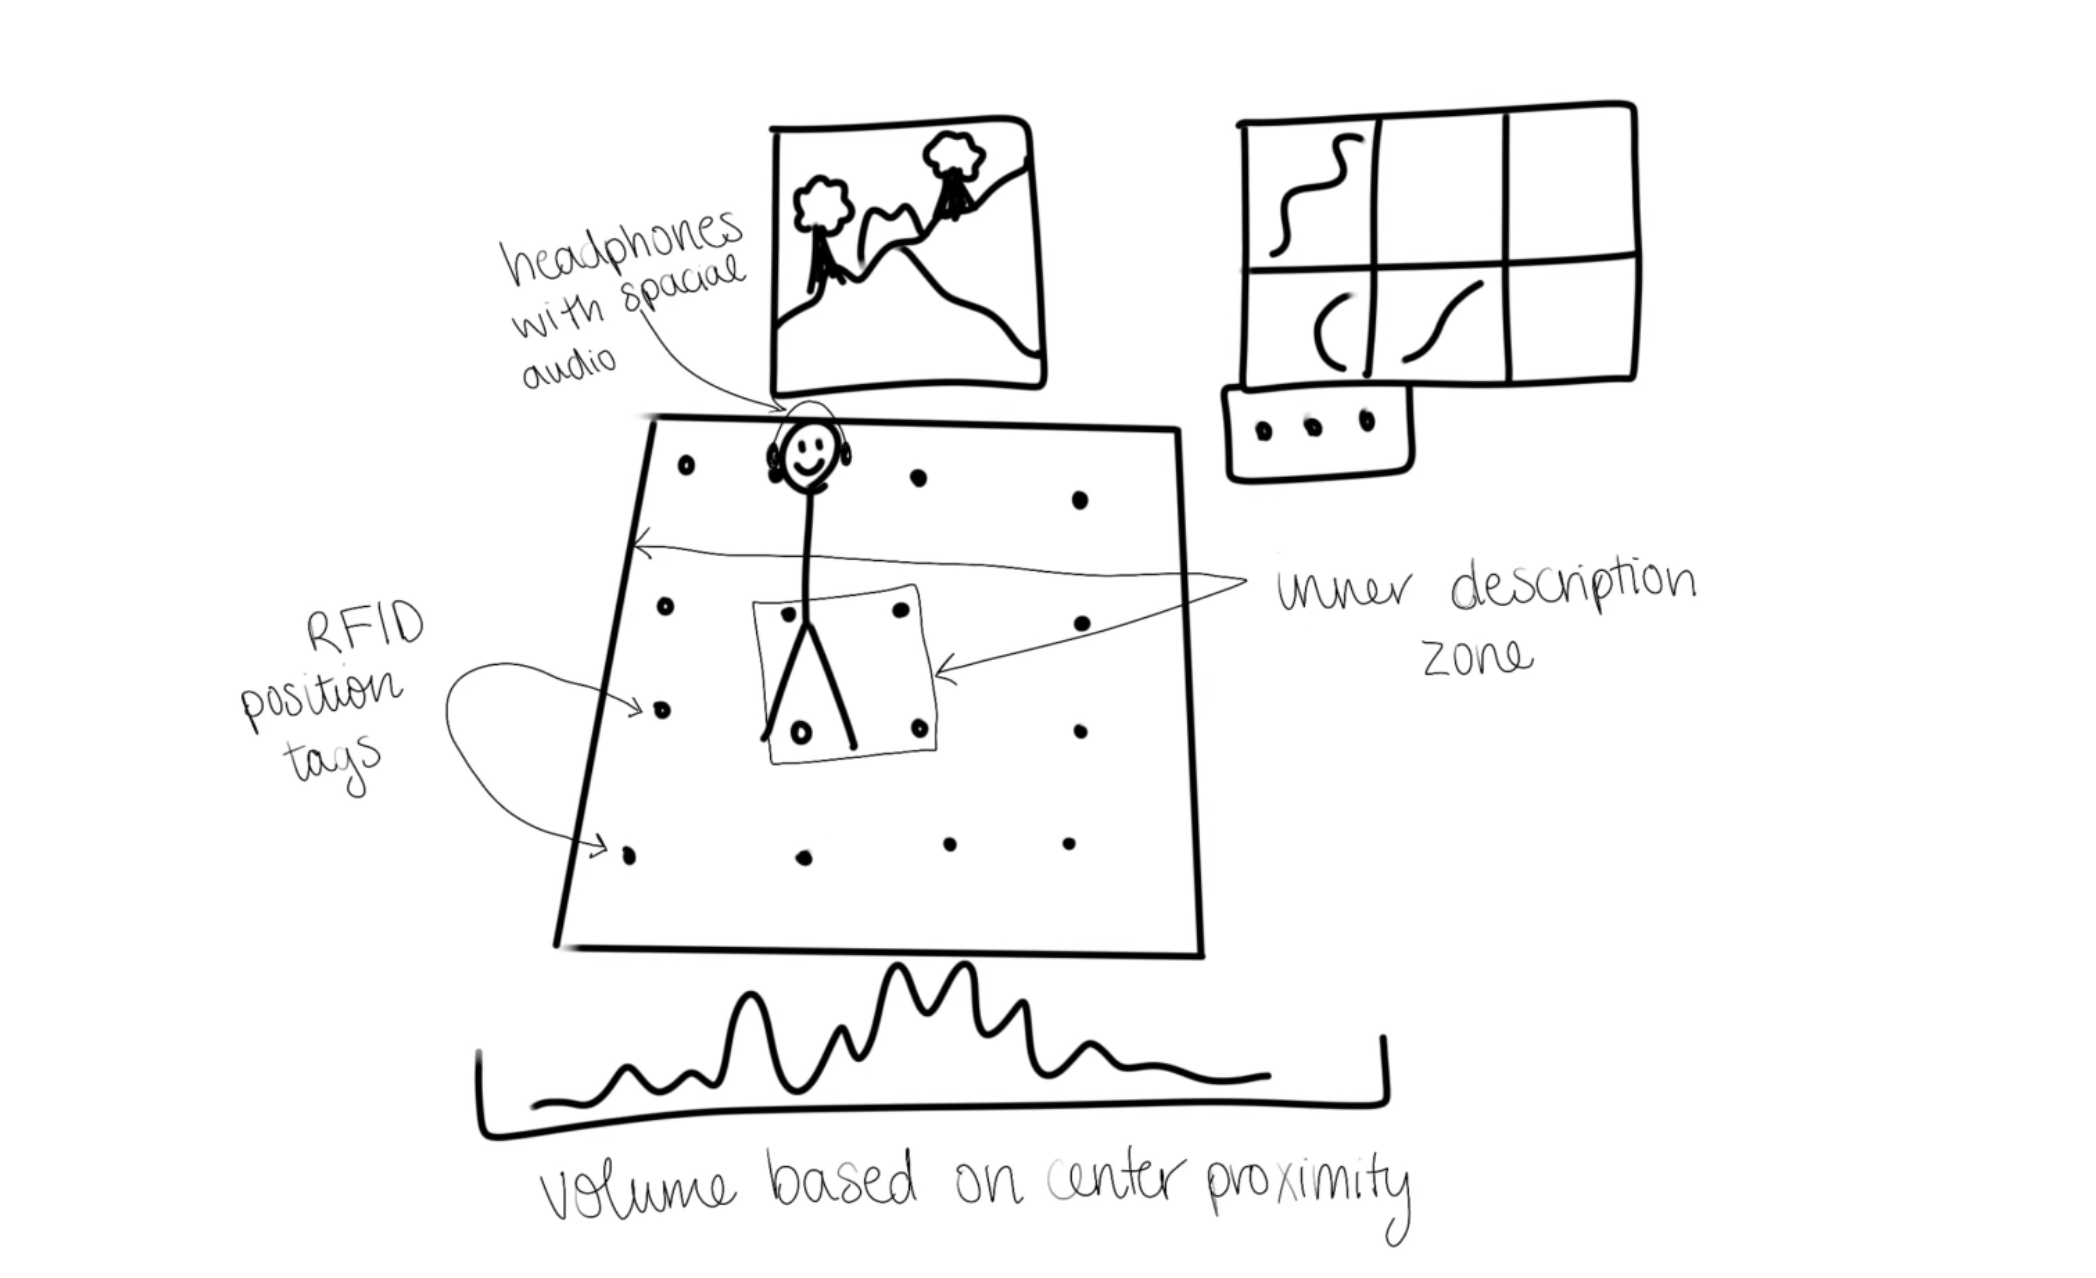 headphones
with spacial
audio
RFID
position
tags
inner description
zone
volume based on center proximity